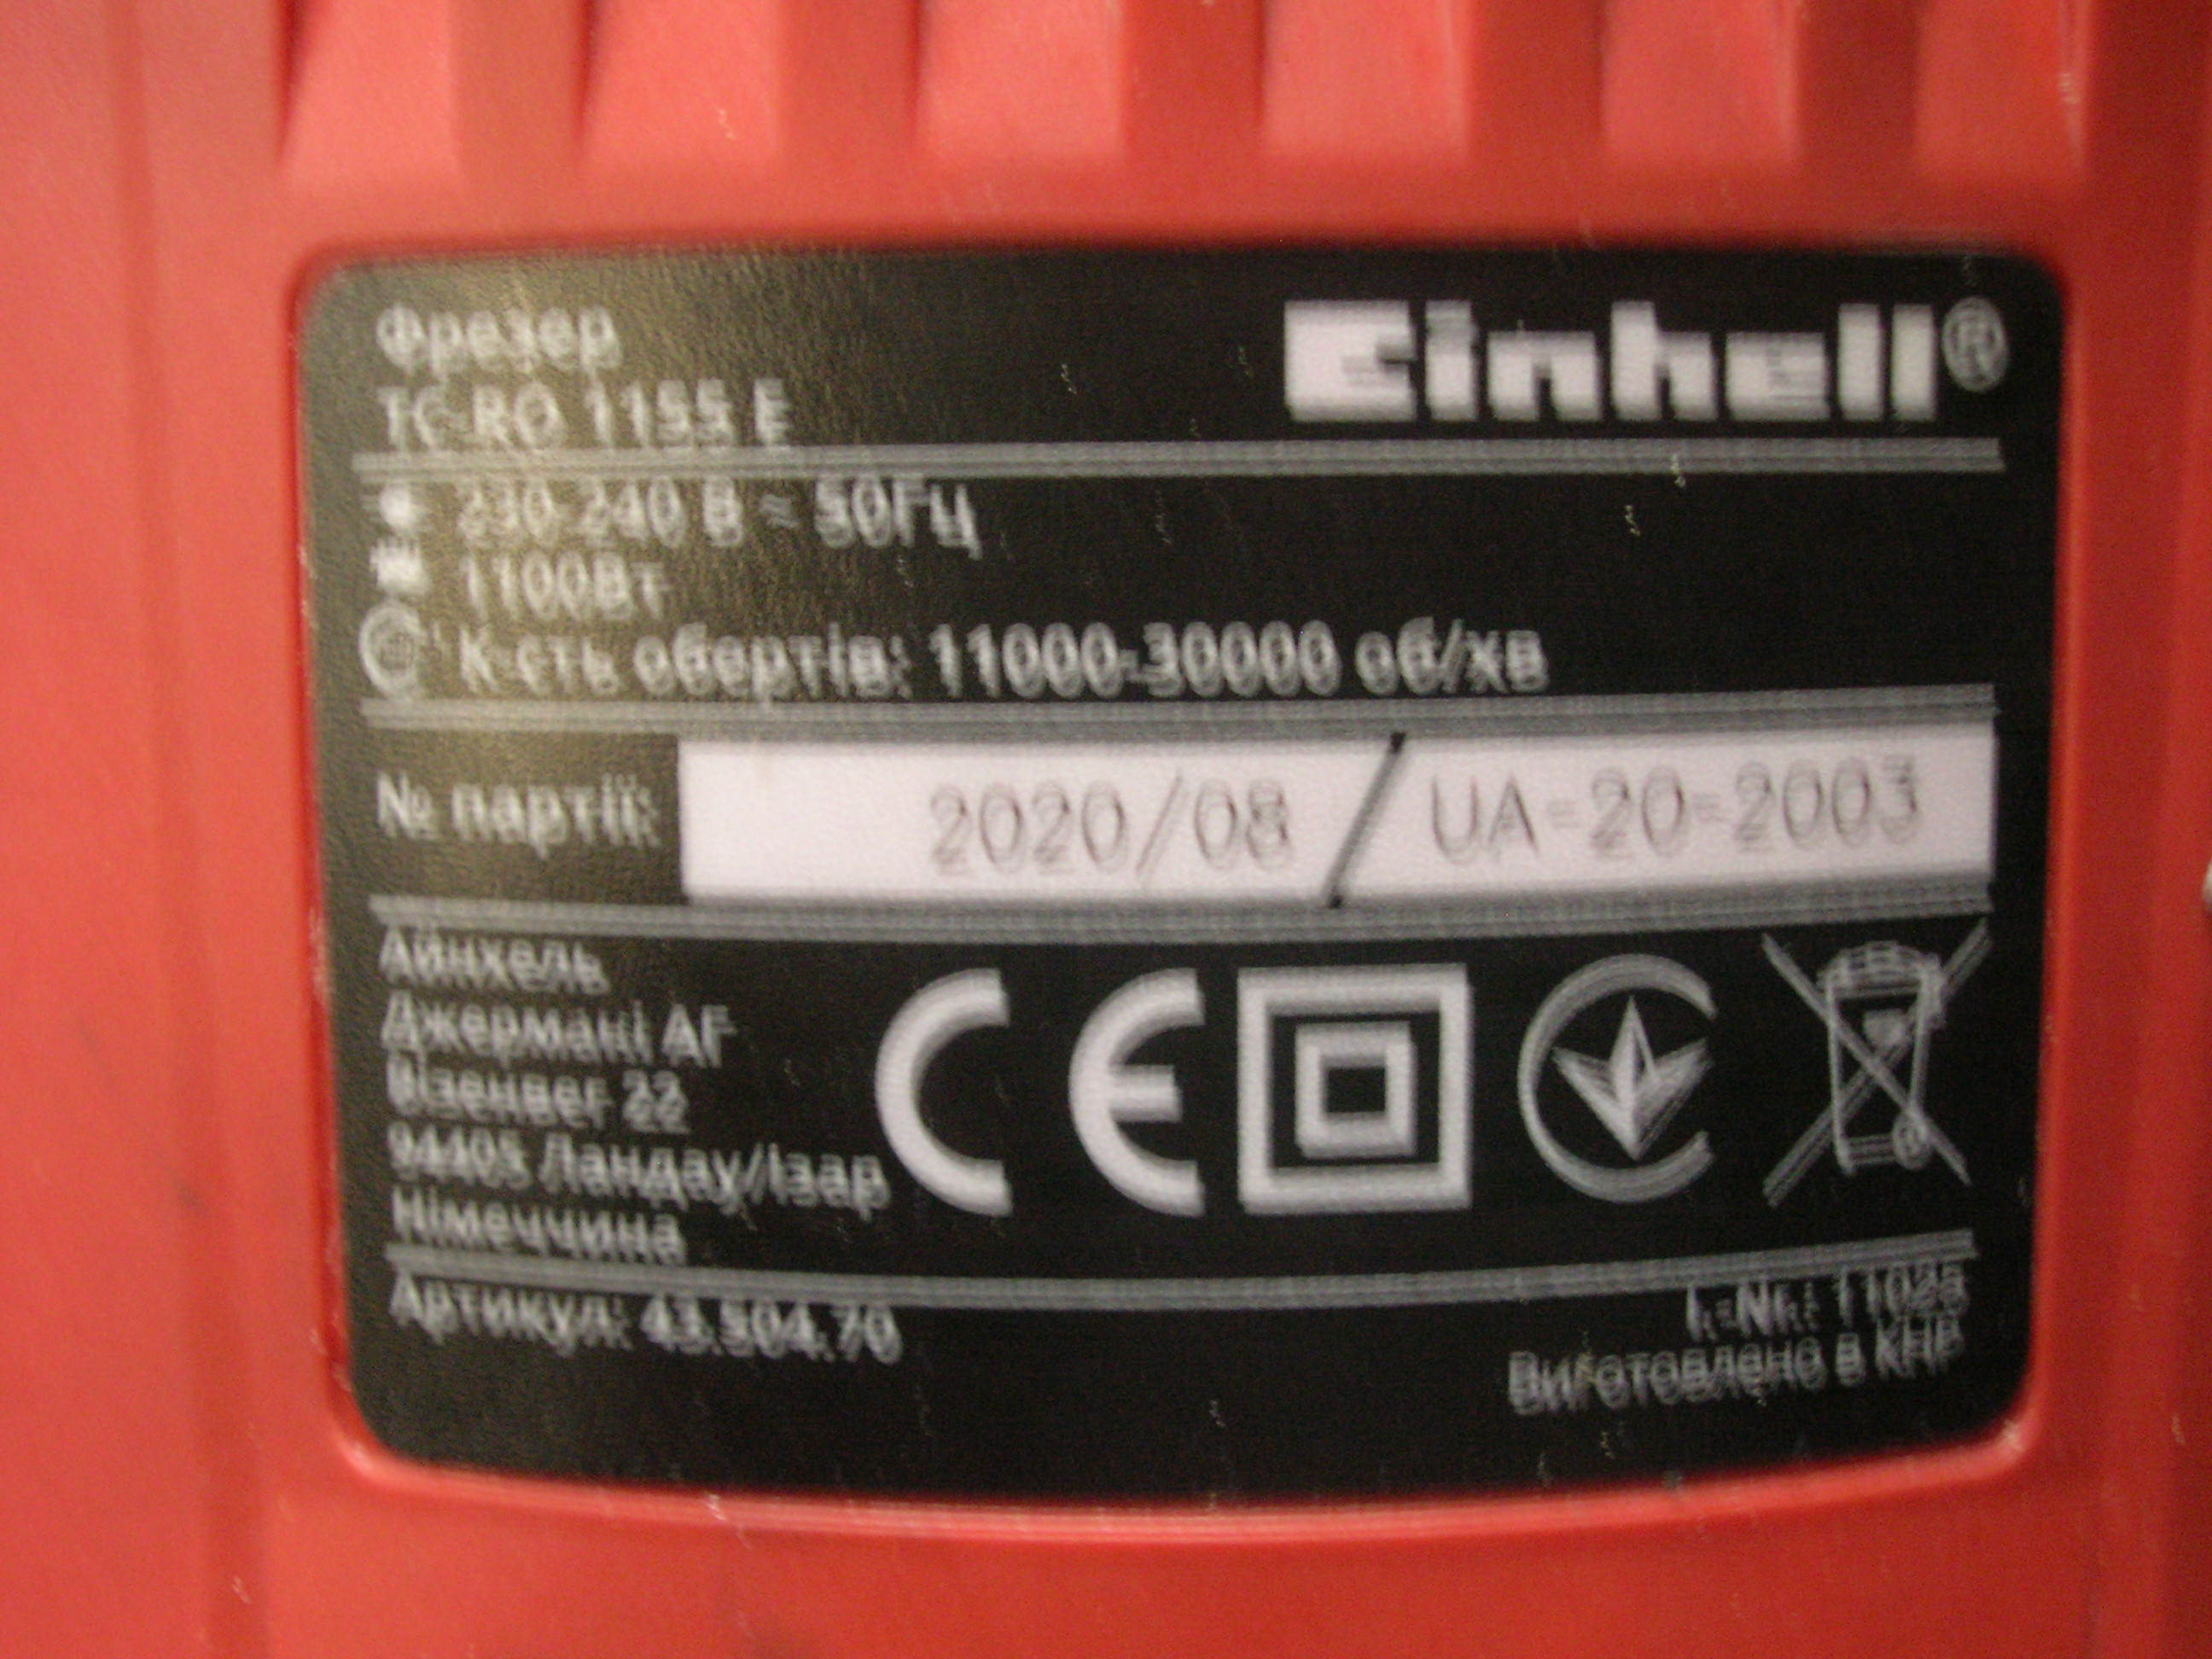 Фрезер
TC-RO 1155 E
Einhell®
230-240 В ~ 50Гц
1100Вт
К-сть обертів: 11000-30000 об/хв
№ партії: 2020/08 / UA-20-2003
Айнхель
Джермані АГ
Візенвег 22
94405 Ландау/Ізар
Німеччина
CE
Артикул: 43.504.70
I.-Nr.: 11025
Виготовлено в КНР